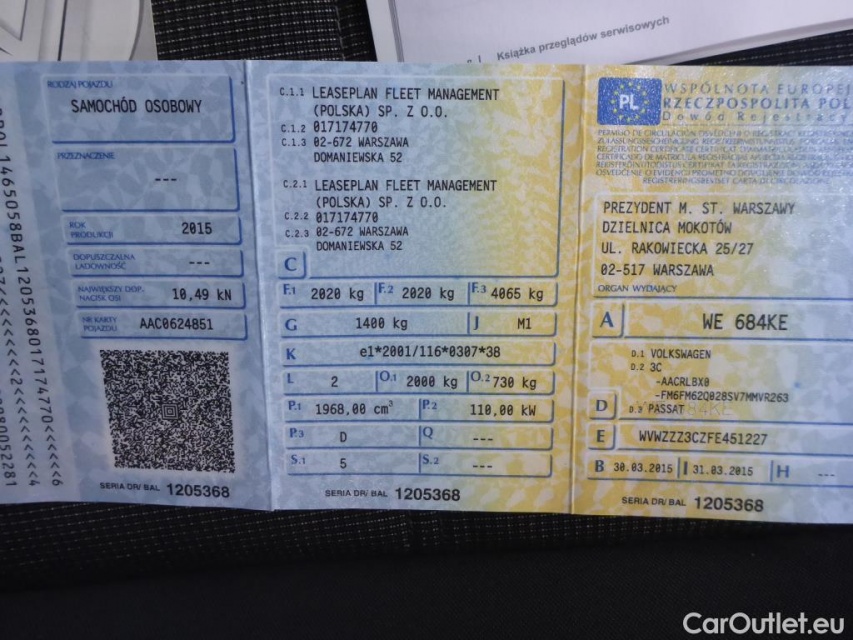 Książka przeglądów serwisowych
RODZAJ POJAZDU
SAMOCHÓD OSOBOWY
PRZEZNACZENIE
---
ROK PRODUKCJI
2015
DOPUSZCZALNA ŁADOWNOŚĆ
---
NAJWIĘKSZY DOP. NACISK OSI
10,49 kN
NR KARTY POJAZDU
AAC0624851
SERIA DR/ BAL 1205368
C.1.1 LEASEPLAN FLEET MANAGEMENT
(POLSKA) SP. Z O.O.
C.1.2 017174770
C.1.3 02-672 WARSZAWA
DOMANIEWSKA 52
C.2.1 LEASEPLAN FLEET MANAGEMENT
(POLSKA) SP. Z O.O.
C.2.2 017174770
C.2.3 02-672 WARSZAWA
DOMANIEWSKA 52
C
F.1 2020 kg F.2 2020 kg F.3 4065 kg
G 1400 kg J M1
K e1*2001/116*0307*38
L 2 O.1 2000 kg O.2 730 kg
P.1 1968,00 cm³ P.2 110,00 kW
P.3 D Q ---
S.1 5 S.2 ---
SERIA DR/ BAL 1205368
PL
WSPÓLNOTA EUROPEJ
RZECZPOSPOLITA POL
Dowód Rejestracy
PREZYDENT M. ST. WARSZAWY
DZIELNICA MOKOTÓW
UL. RAKOWIECKA 25/27
02-517 WARSZAWA
ORGAN WYDAJĄCY
A WE 684KE
D.1 VOLKSWAGEN
D.2 3C
-AACRLBX0
-FM6FM62Q028SV7MMVR263
D D.3 PASSAT
E WVWZZZ3CZFE451227
B 30.03.2015 I 31.03.2015 H ---
SERIA DR/ BAL 1205368
CarOutlet.eu